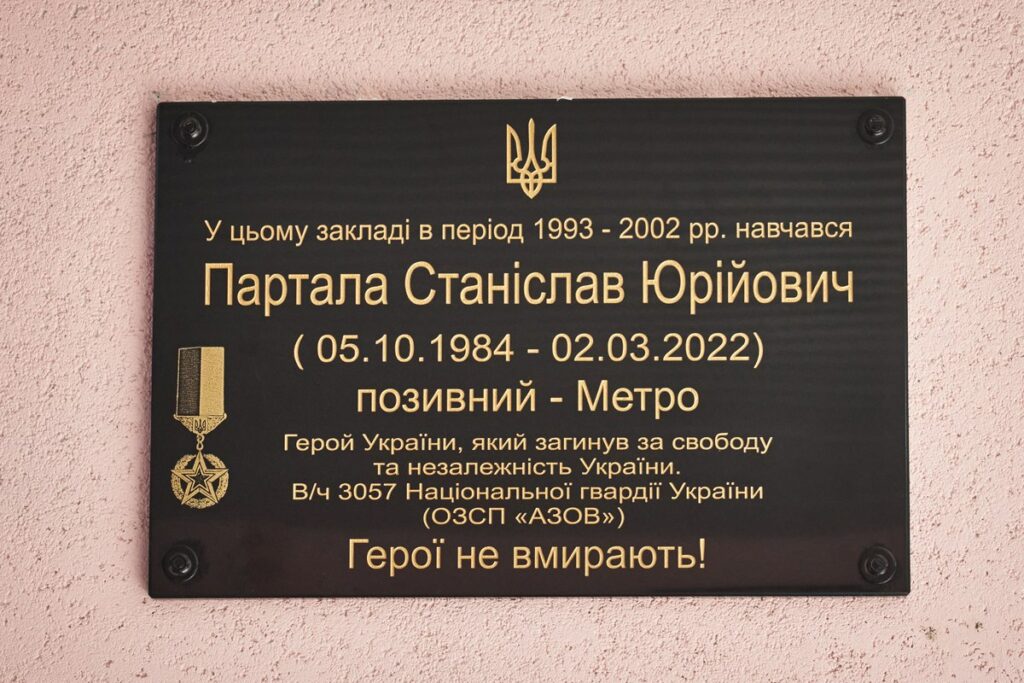 У цьому закладі в період 1993 - 2002 рр. навчався
Партала Станіслав Юрійович
( 05.10.1984 - 02.03.2022)
позивний - Метро
Герой України, який загинув за свободу
та незалежність України.
В/ч 3057 Національної гвардії України
(ОЗСП «АЗОВ»)
Герої не вмирають!